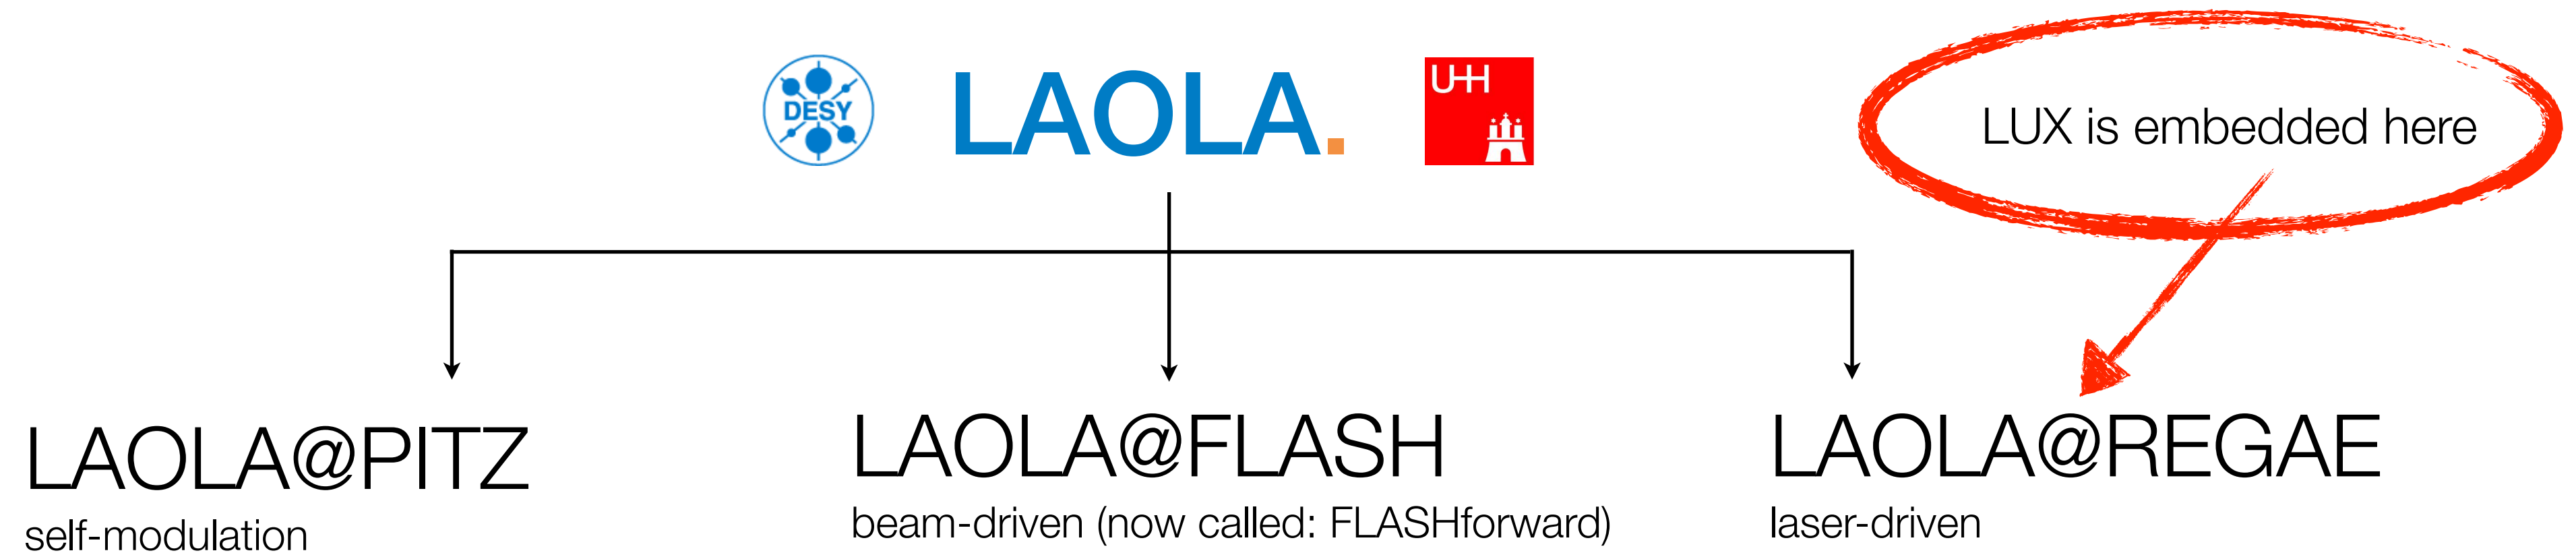 DESY
LAOLA.
UHH
LUX is embedded here
LAOLA@PITZ
self-modulation
LAOLA@FLASH
beam-driven (now called: FLASHforward)
LAOLA@REGAE
laser-driven